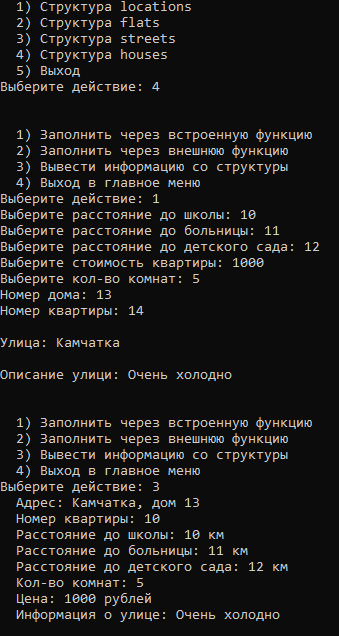 1) Структура locations
2) Структура flats
3) Структура streets
4) Структура houses
5) Выход
Выберите действие: 4
1) Заполнить через встроенную функцию
2) Заполнить через внешнюю функцию
3) Вывести информацию со структуры
4) Выход в главное меню
Выберите действие: 1
Выберите расстояние до школы: 10
Выберите расстояние до больницы: 11
Выберите расстояние до детского сада: 12
Выберите стоимость квартиры: 1000
Выберите кол-во комнат: 5
Номер дома: 13
Номер квартиры: 14
Улица: Камчатка
Описание улици: Очень холодно
1) Заполнить через встроенную функцию
2) Заполнить через внешнюю функцию
3) Вывести информацию со структуры
4) Выход в главное меню
Выберите действие: 3
Адрес: Камчатка, дом 13
Номер квартиры: 10
Расстояние до школы: 10 км
Расстояние до больницы: 11 км
Расстояние до детского сада: 12 км
Кол-во комнат: 5
Цена: 1000 рублей
Информация о улице: Очень холодно